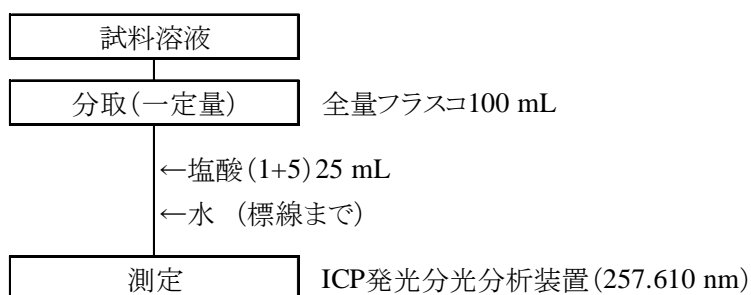 試料溶液
分取(一定量) 全量フラスコ100 mL
←塩酸(1+5)25 mL
←水 (標線まで)
測定 ICP発光分光分析装置(257.610 nm)